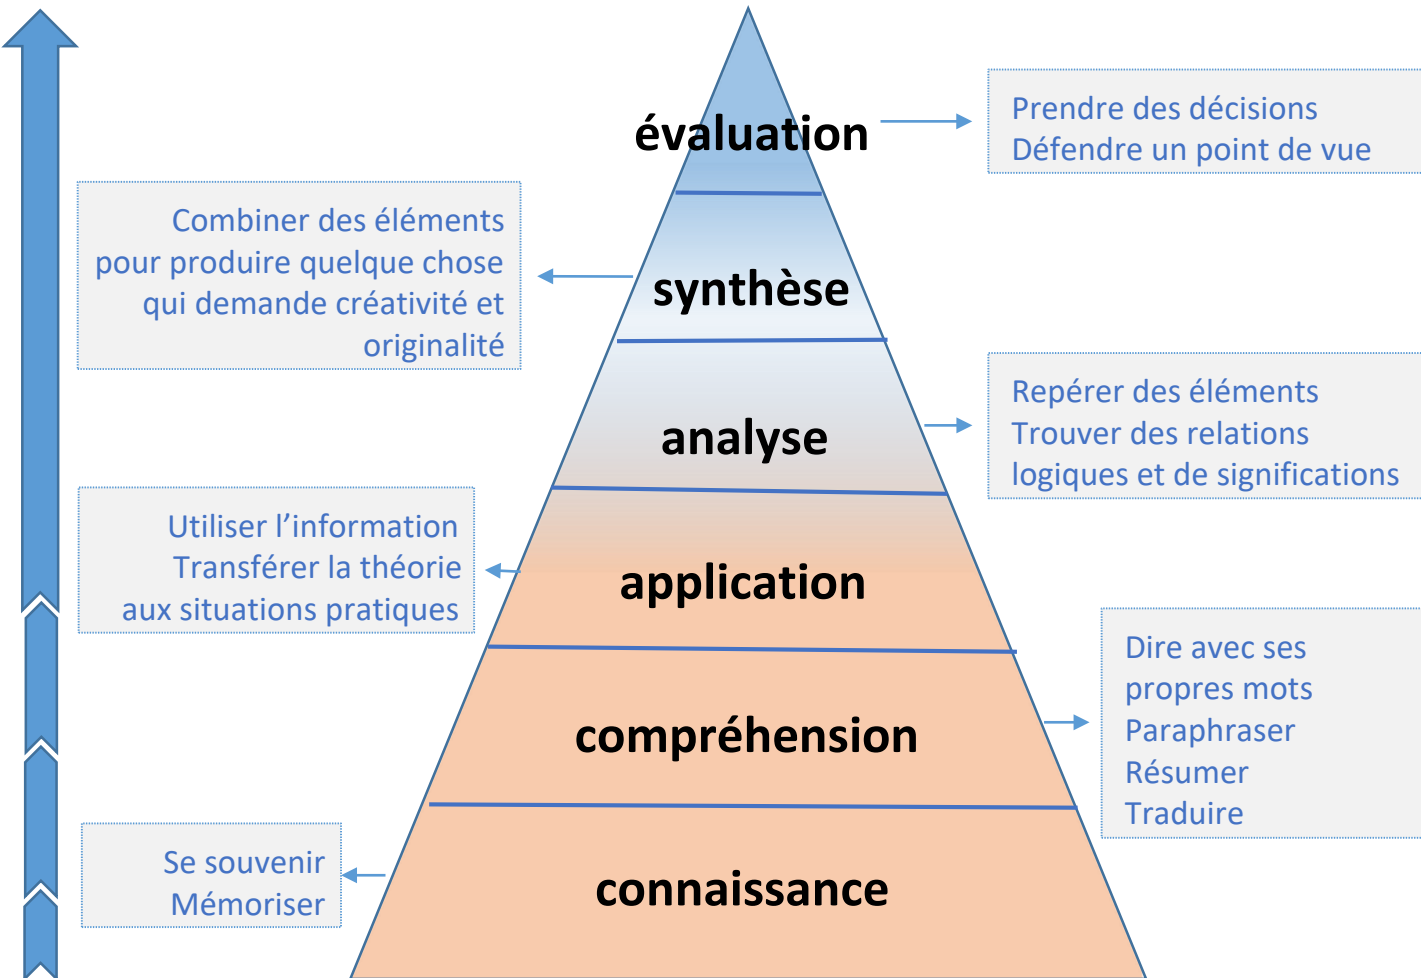 évaluation
Prendre des décisions
Défendre un point de vue
Combiner des éléments
pour produire quelque chose
qui demande créativité et
originalité
synthèse
analyse
Repérer des éléments
Trouver des relations
logiques et de significations
Utiliser l’information
Transférer la théorie
aux situations pratiques
application
compréhension
Dire avec ses
propres mots
Paraphraser
Résumer
Traduire
Se souvenir
Mémoriser
connaissance